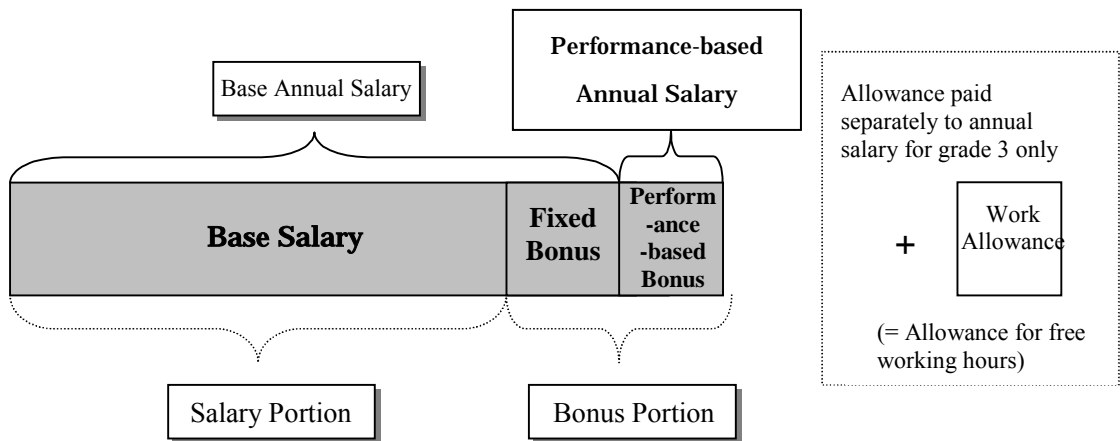 Performance-based
Annual Salary
Base Annual Salary
Allowance paid
separately to annual
salary for grade 3 only
Base Salary
Fixed
Bonus
Perform
-ance
-based
Bonus
+
Work
Allowance
(= Allowance for free
working hours)
Salary Portion
Bonus Portion